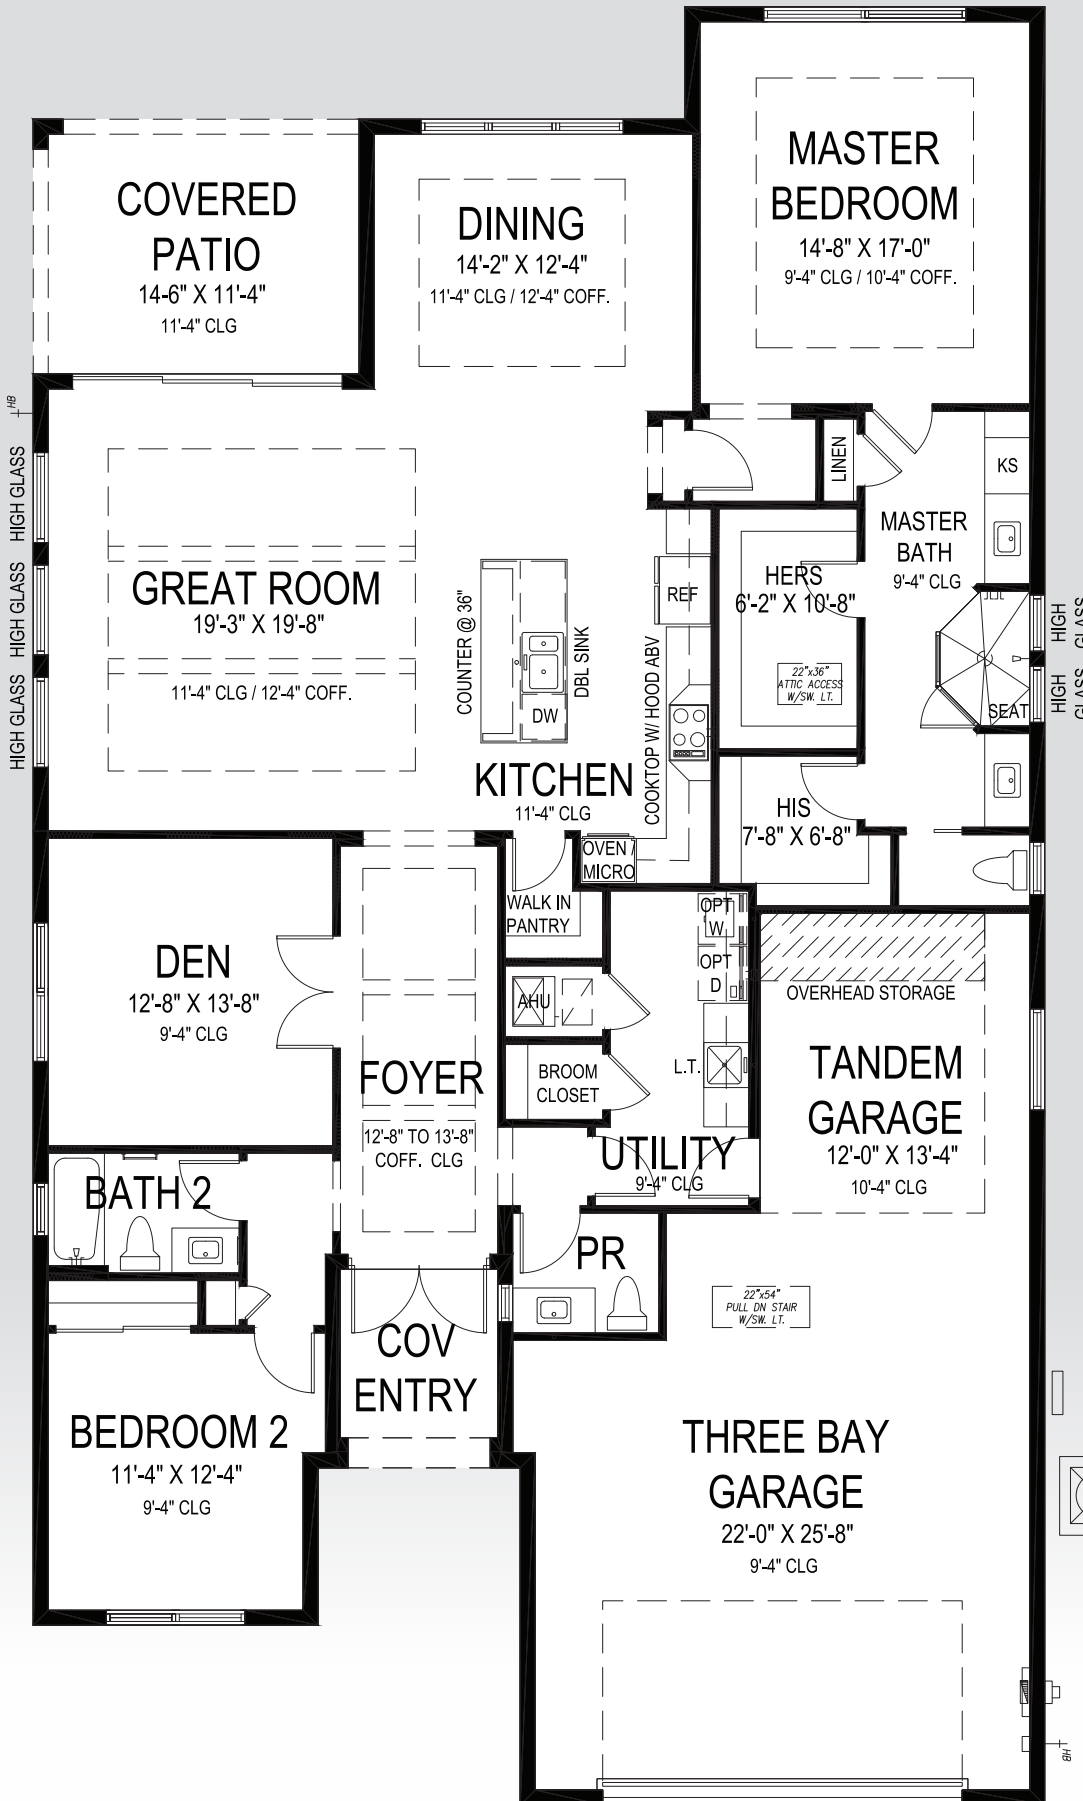 MASTER
BEDROOM
14'-8" X 17'-0"
9'-4" CLG / 10'-4" COFF.
COVERED
PATIO
14-6" X 11'-4"
11'-4" CLG
DINING
14'-2" X 12'-4"
11'-4" CLG / 12'-4" COFF.
HB
HIGH GLASS
HIGH GLASS
HIGH GLASS
GREAT ROOM
19'-3" X 19'-8"
11'-4" CLG / 12'-4" COFF.
COUNTER @ 36"
DBL SINK
DW
REF
COOKTOP W/ HOOD ABV
KITCHEN
11'-4" CLG
OVEN /
MICRO
LINEN
KS
MASTER
BATH
9'-4" CLG
HERS
6'-2" X 10'-8"
22"x36"
ATTIC ACCESS
W/SW. LT.
SEAT
HIGH
GLASS
HIGH
GLASS
HIS
7'-8" X 6'-8"
WALK IN
PANTRY
OPT
W
OPT
D
AHU
BROOM
CLOSET
L.T.
UTILITY
9'-4" CLG
DEN
12'-8" X 13'-8"
9'-4" CLG
FOYER
12'-8" TO 13'-8"
COFF. CLG
OVERHEAD STORAGE
TANDEM
GARAGE
12'-0" X 13'-4"
10'-4" CLG
BATH 2
PR
22"x54"
PULL DN STAIR
W/SW. LT.
COV
ENTRY
BEDROOM 2
11'-4" X 12'-4"
9'-4" CLG
THREE BAY
GARAGE
22'-0" X 25'-8"
9'-4" CLG
HB